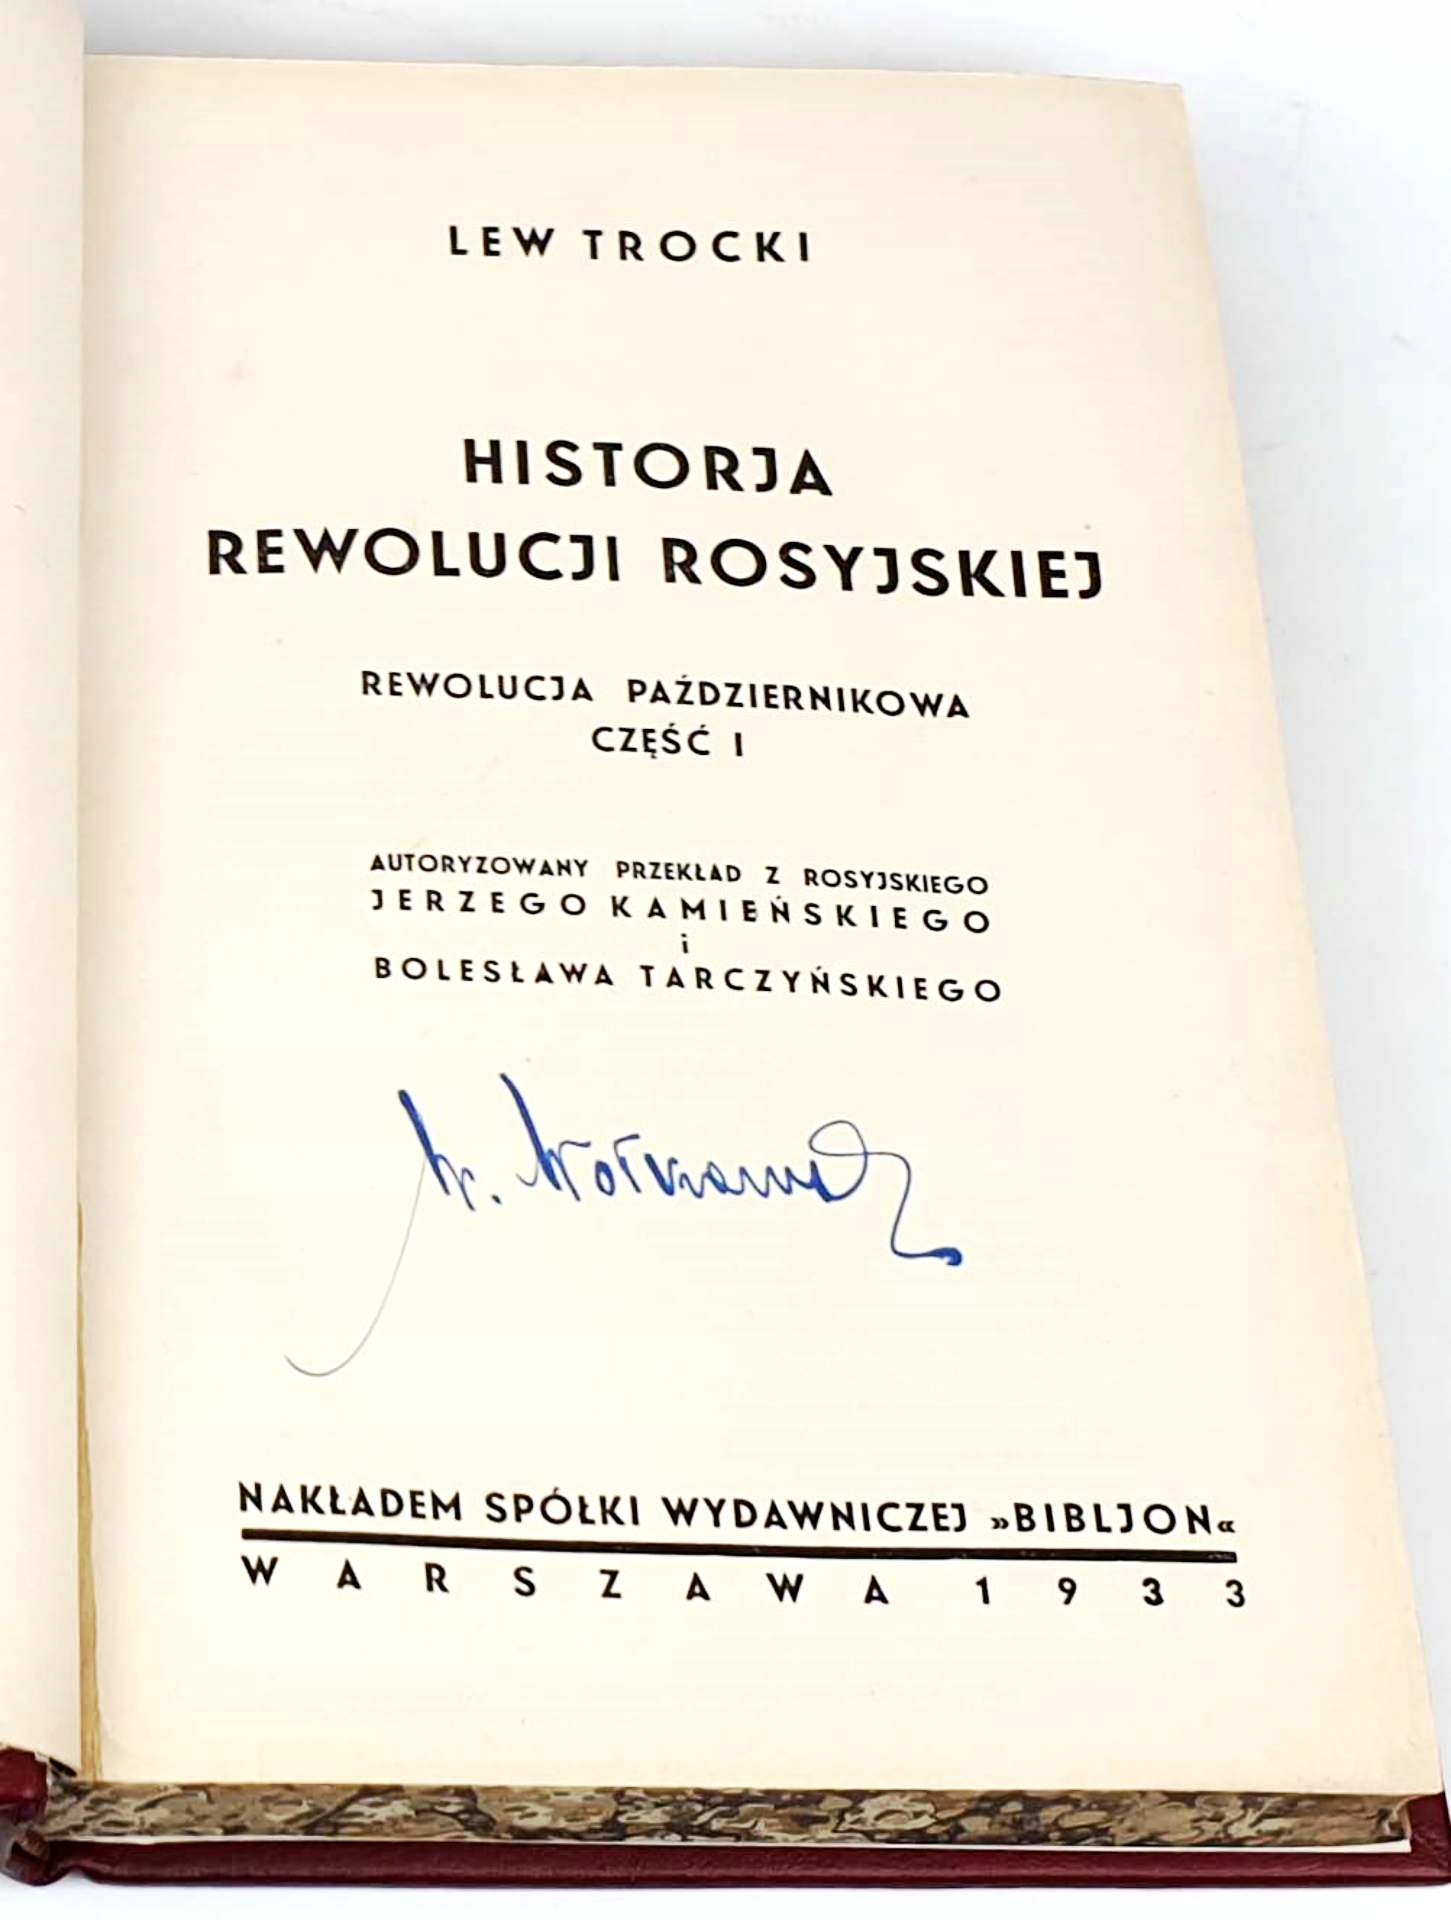 LEW TROCKI
HISTORJA
REWOLUCJI ROSYJSKIEJ
REWOLUCJA PAŹDZIERNIKOWA
CZĘŚĆ I
AUTORYZOWANY PRZEKŁAD Z ROSYJSKIEGO
JERZEGO KAMIEŃSKIEGO
i
BOLESŁAWA TARCZYŃSKIEGO
NAKŁADEM SPÓŁKI WYDAWNICZEJ »BIBLJON«
WARSZAWA 1933